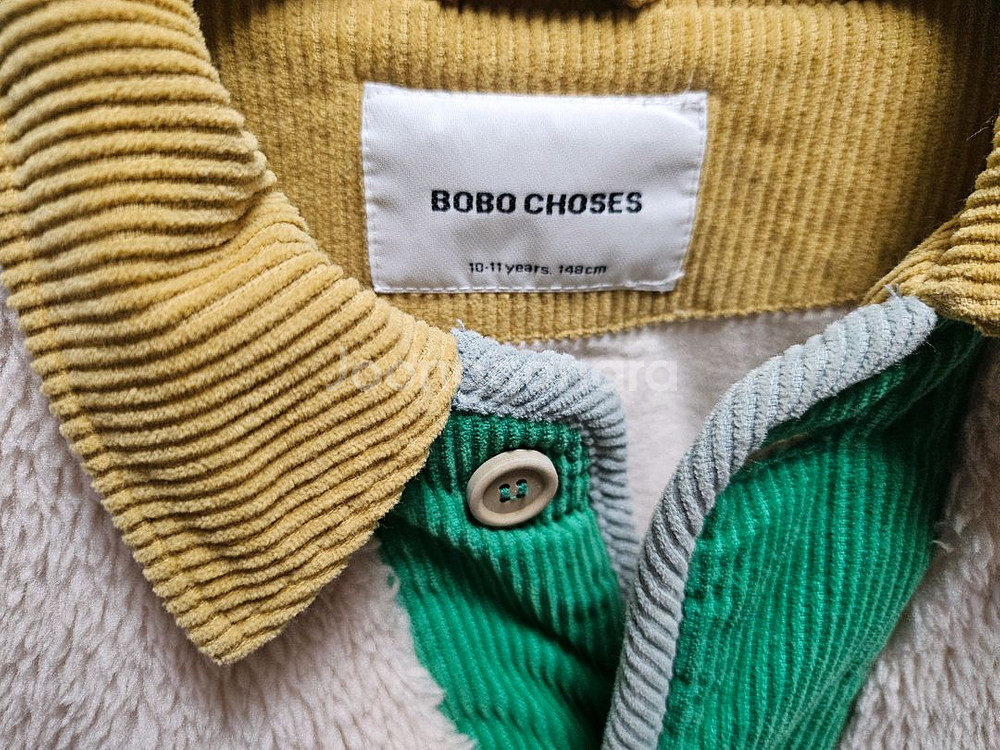 BOBO CHOSES
10-11 years. 148cm